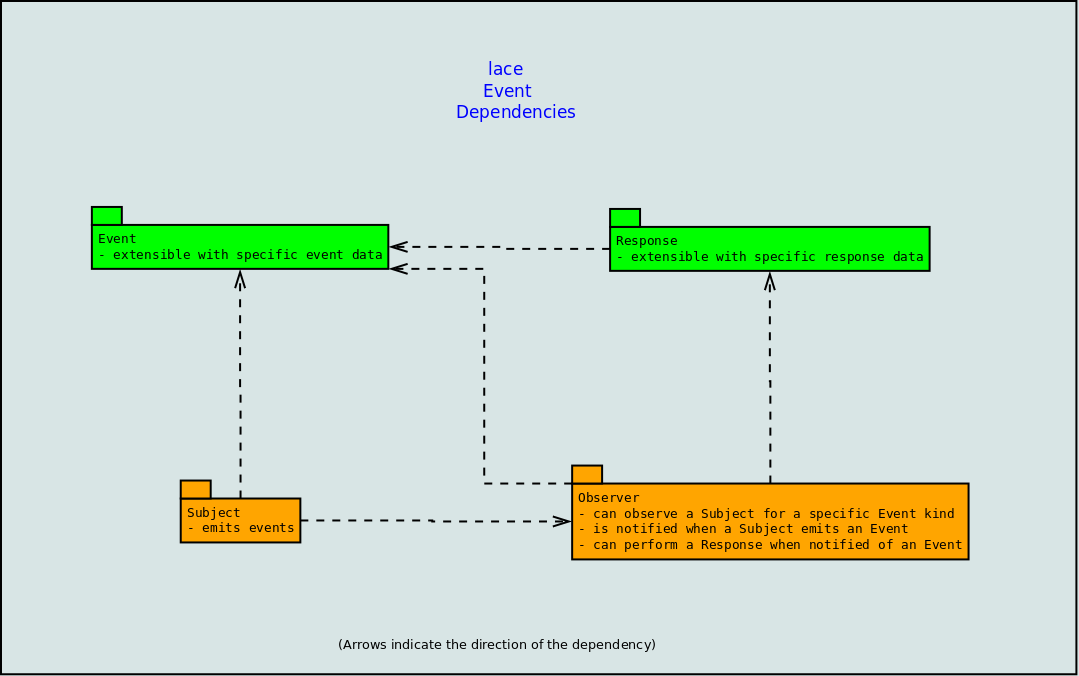 lace
Event
Dependencies
Event
- extensible with specific event data
Response
- extensible with specific response data
Subject
- emits events
Observer
- can observe a Subject for a specific Event kind
- is notified when a Subject emits an Event
- can perform a Response when notified of an Event
(Arrows indicate the direction of the dependency)